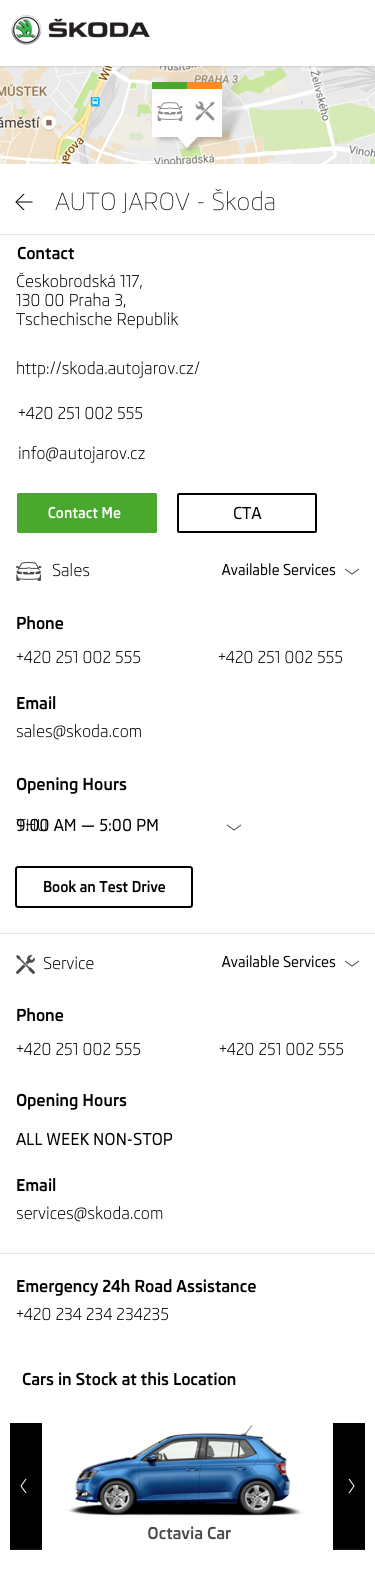 ŠKODA
MŮSTEK
PRAHA 3
Želivského
áměstí
Vinohradská
Contact
AUTO JAROV - Škoda
Českobrodská 117,
130 00 Praha 3,
Tschechische Republik
http://skoda.autojarov.cz/
+420 251 002 555
info@autojarov.cz
Contact Me
CTA
Sales
Available Services
Phone
+420 251 002 555
+420 251 002 555
Email
sales@skoda.com
Opening Hours
9:00 AM — 5:00 PM
Book an Test Drive
Service
Available Services
Phone
+420 251 002 555
+420 251 002 555
Opening Hours
ALL WEEK NON-STOP
Email
services@skoda.com
Emergency 24h Road Assistance
+420 234 234 234235
Cars in Stock at this Location
Octavia Car